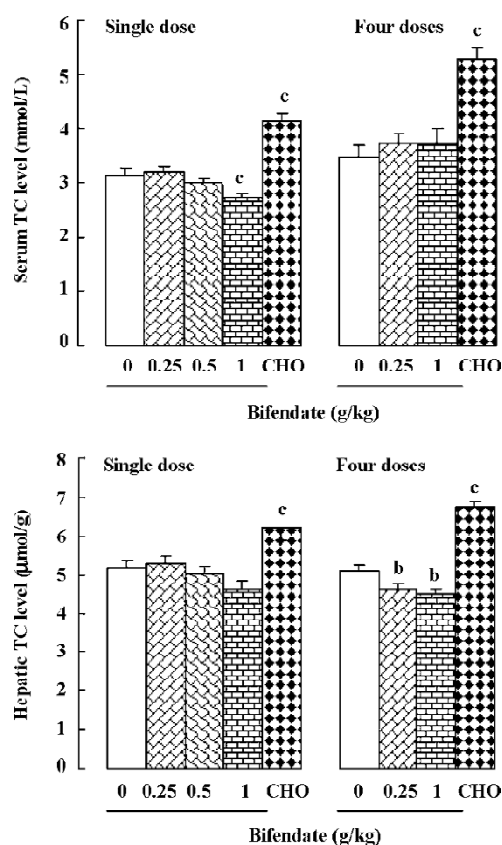 Single dose
Four doses
Serum TC level (mmol/L)
6
5
4
3
2
1
0
c
c
c
0 0.25 0.5 1 CHO
0 0.25 1 CHO
Bifendate (g/kg)
Single dose
Four doses
Hepatic TC level (μmol/g)
8
7
6
5
4
3
2
1
0
c
b
b
c
0 0.25 0.5 1 CHO
0 0.25 1 CHO
Bifendate (g/kg)